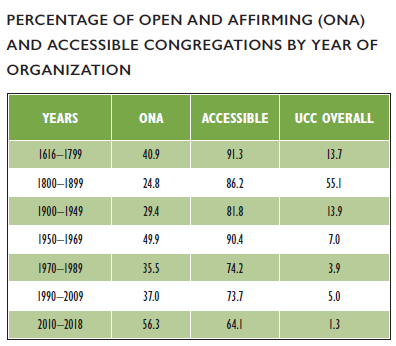 PERCENTAGE OF OPEN AND AFFIRMING (ONA)
AND ACCESSIBLE CONGREGATIONS BY YEAR OF
ORGANIZATION
YEARS ONA ACCESSIBLE UCC OVERALL
1616–1799 40.9 91.3 13.7
1800–1899 24.8 86.2 55.1
1900–1949 29.4 81.8 13.9
1950–1969 49.9 90.4 7.0
1970–1989 35.5 74.2 3.9
1990–2009 37.0 73.7 5.0
2010–2018 56.3 64.1 1.3